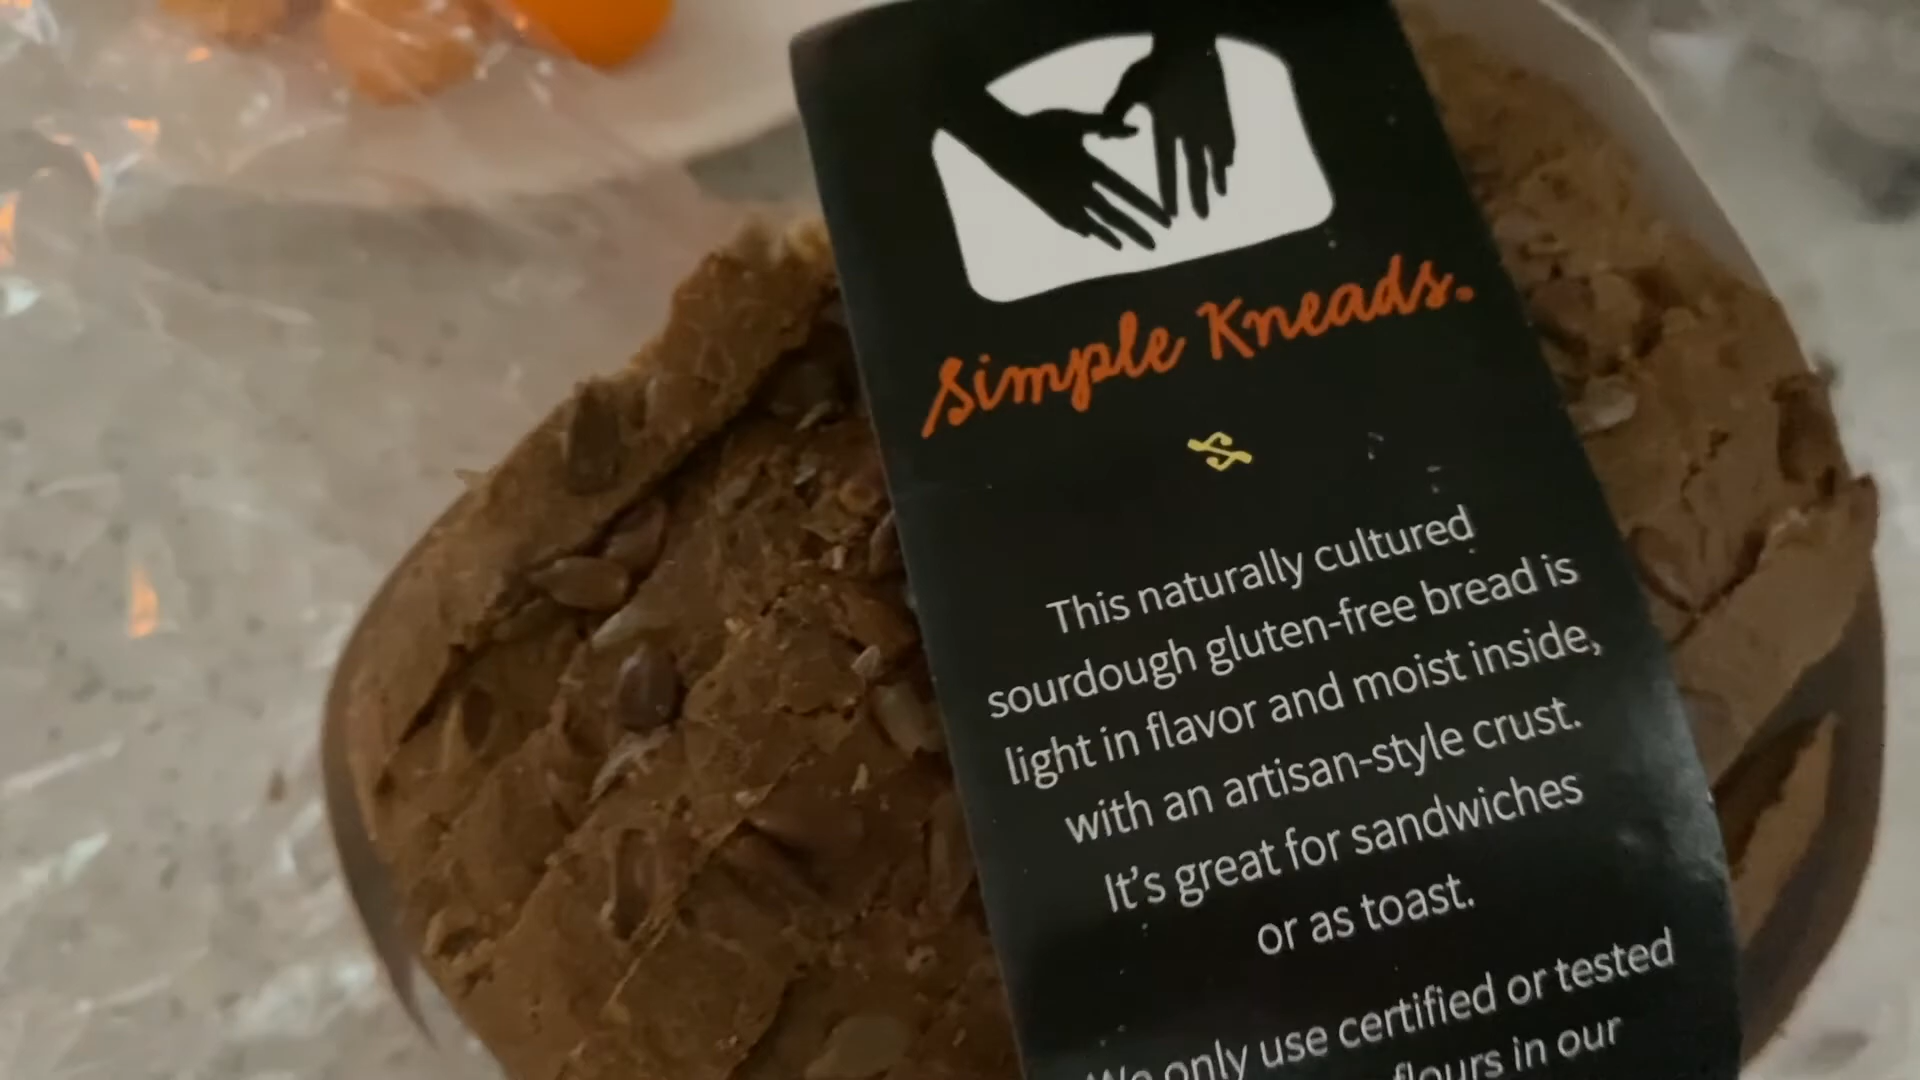 Simple Kneads.
This naturally cultured
sourdough gluten-free bread is
light in flavor and moist inside,
with an artisan-style crust.
It's great for sandwiches
or as toast.
We only use certified or tested
flours in our